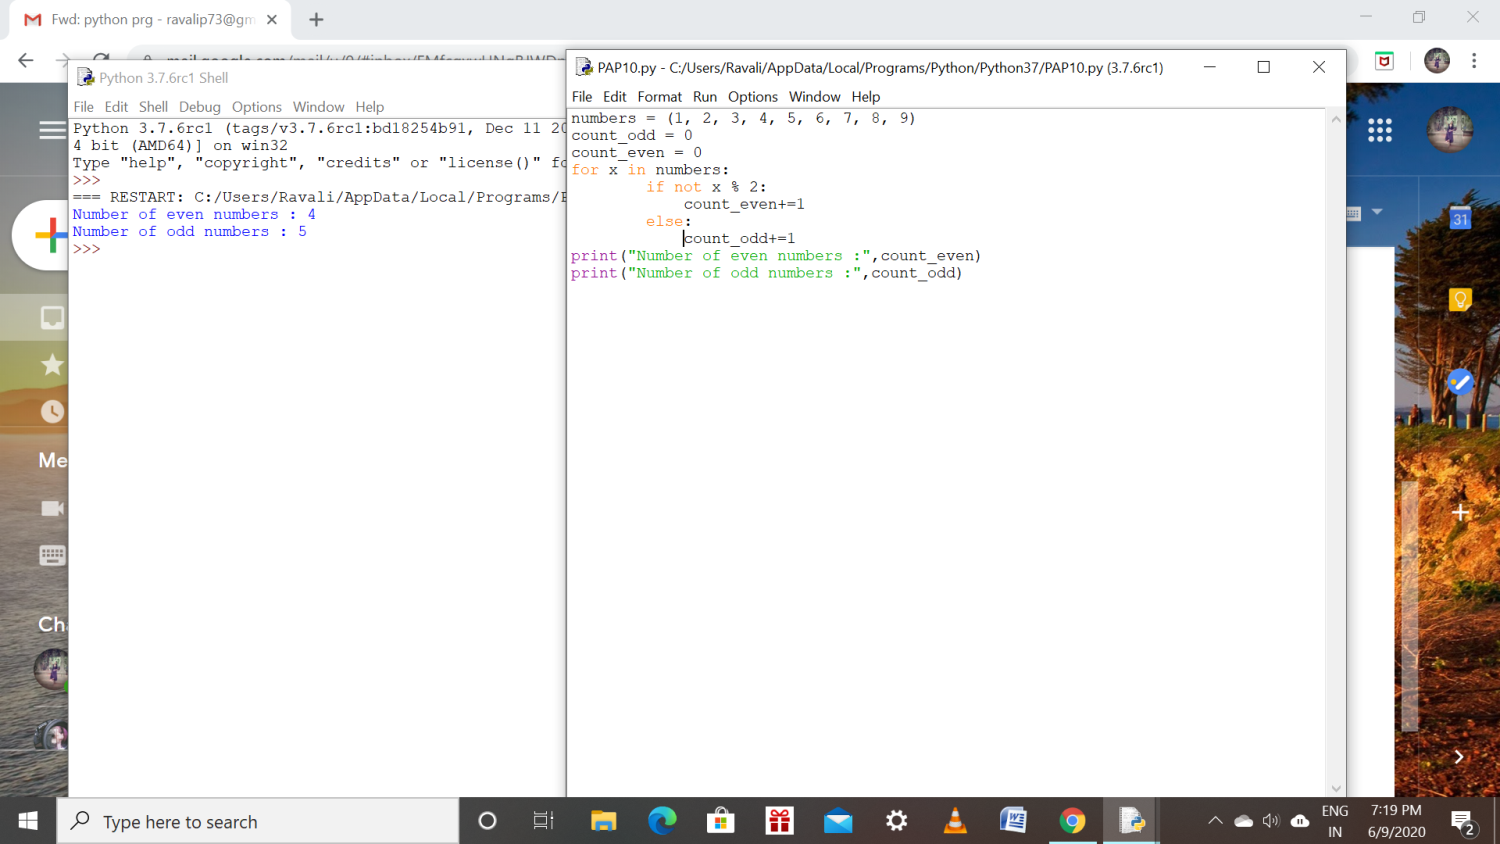 Fwd: python prg - ravalip73@gm
Python 3.7.6rc1 Shell
File Edit Shell Debug Options Window Help
Python 3.7.6rc1 (tags/v3.7.6rc1:bd18254b91, Dec 11 20
4 bit (AMD64)] on win32
Type "help", "copyright", "credits" or "license()" fo
>>>
=== RESTART: C:/Users/Ravali/AppData/Local/Programs/P
Number of even numbers : 4
Number of odd numbers : 5
>>>
PAP10.py - C:/Users/Ravali/AppData/Local/Programs/Python/Python37/PAP10.py (3.7.6rc1)
File Edit Format Run Options Window Help
numbers = (1, 2, 3, 4, 5, 6, 7, 8, 9)
count_odd = 0
count_even = 0
for x in numbers:
        if not x % 2:
            count_even+=1
        else:
            count_odd+=1
print("Number of even numbers :",count_even)
print("Number of odd numbers :",count_odd)
Me
31
Type here to search
ENG
IN
7:19 PM
6/9/2020
2